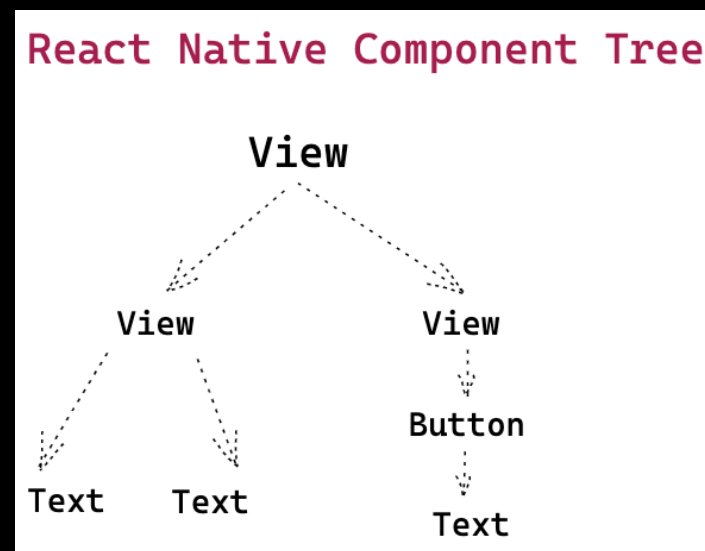 React Native Component Tree
View
View View
Button
Text Text
Text